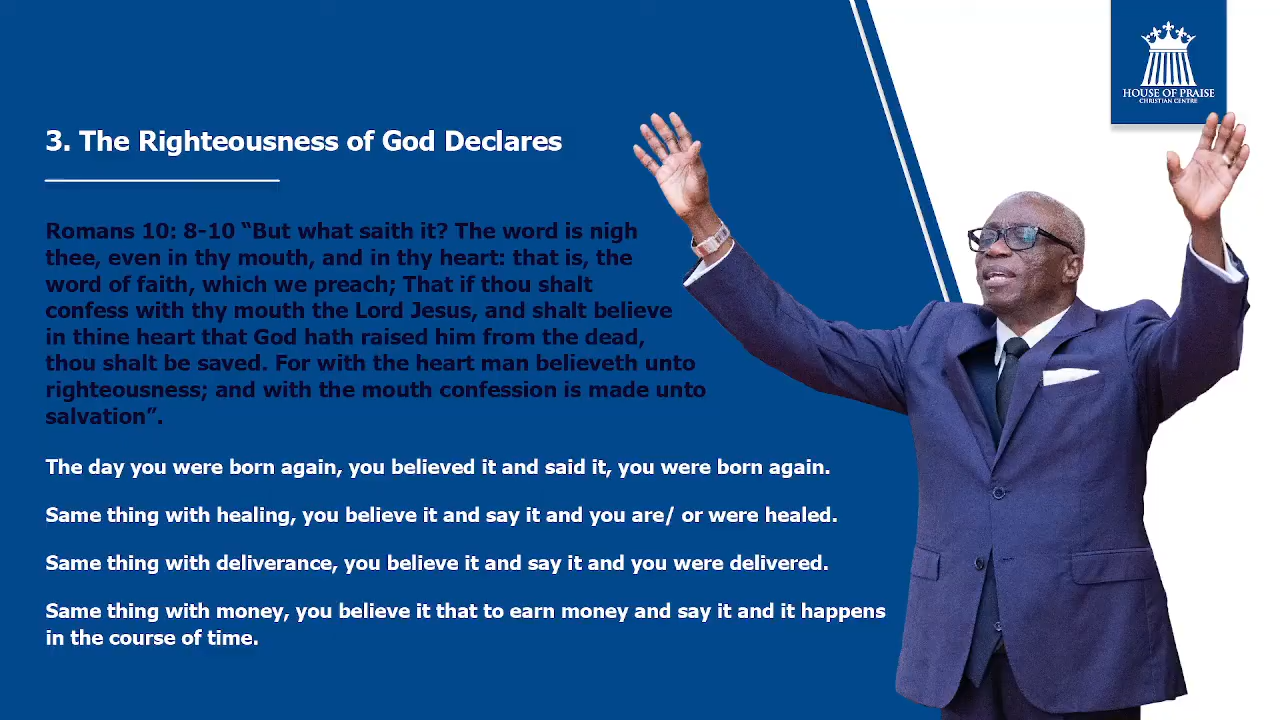 HOUSE OF PRAISE
CHRISTIAN CENTRE
3. The Righteousness of God Declares
Romans 10: 8-10 “But what saith it? The word is nigh
thee, even in thy mouth, and in thy heart: that is, the
word of faith, which we preach; That if thou shalt
confess with thy mouth the Lord Jesus, and shalt believe
in thine heart that God hath raised him from the dead,
thou shalt be saved. For with the heart man believeth unto
righteousness; and with the mouth confession is made unto
salvation”.
The day you were born again, you believed it and said it, you were born again.
Same thing with healing, you believe it and say it and you are/ or were healed.
Same thing with deliverance, you believe it and say it and you were delivered.
Same thing with money, you believe it that to earn money and say it and it happens
in the course of time.